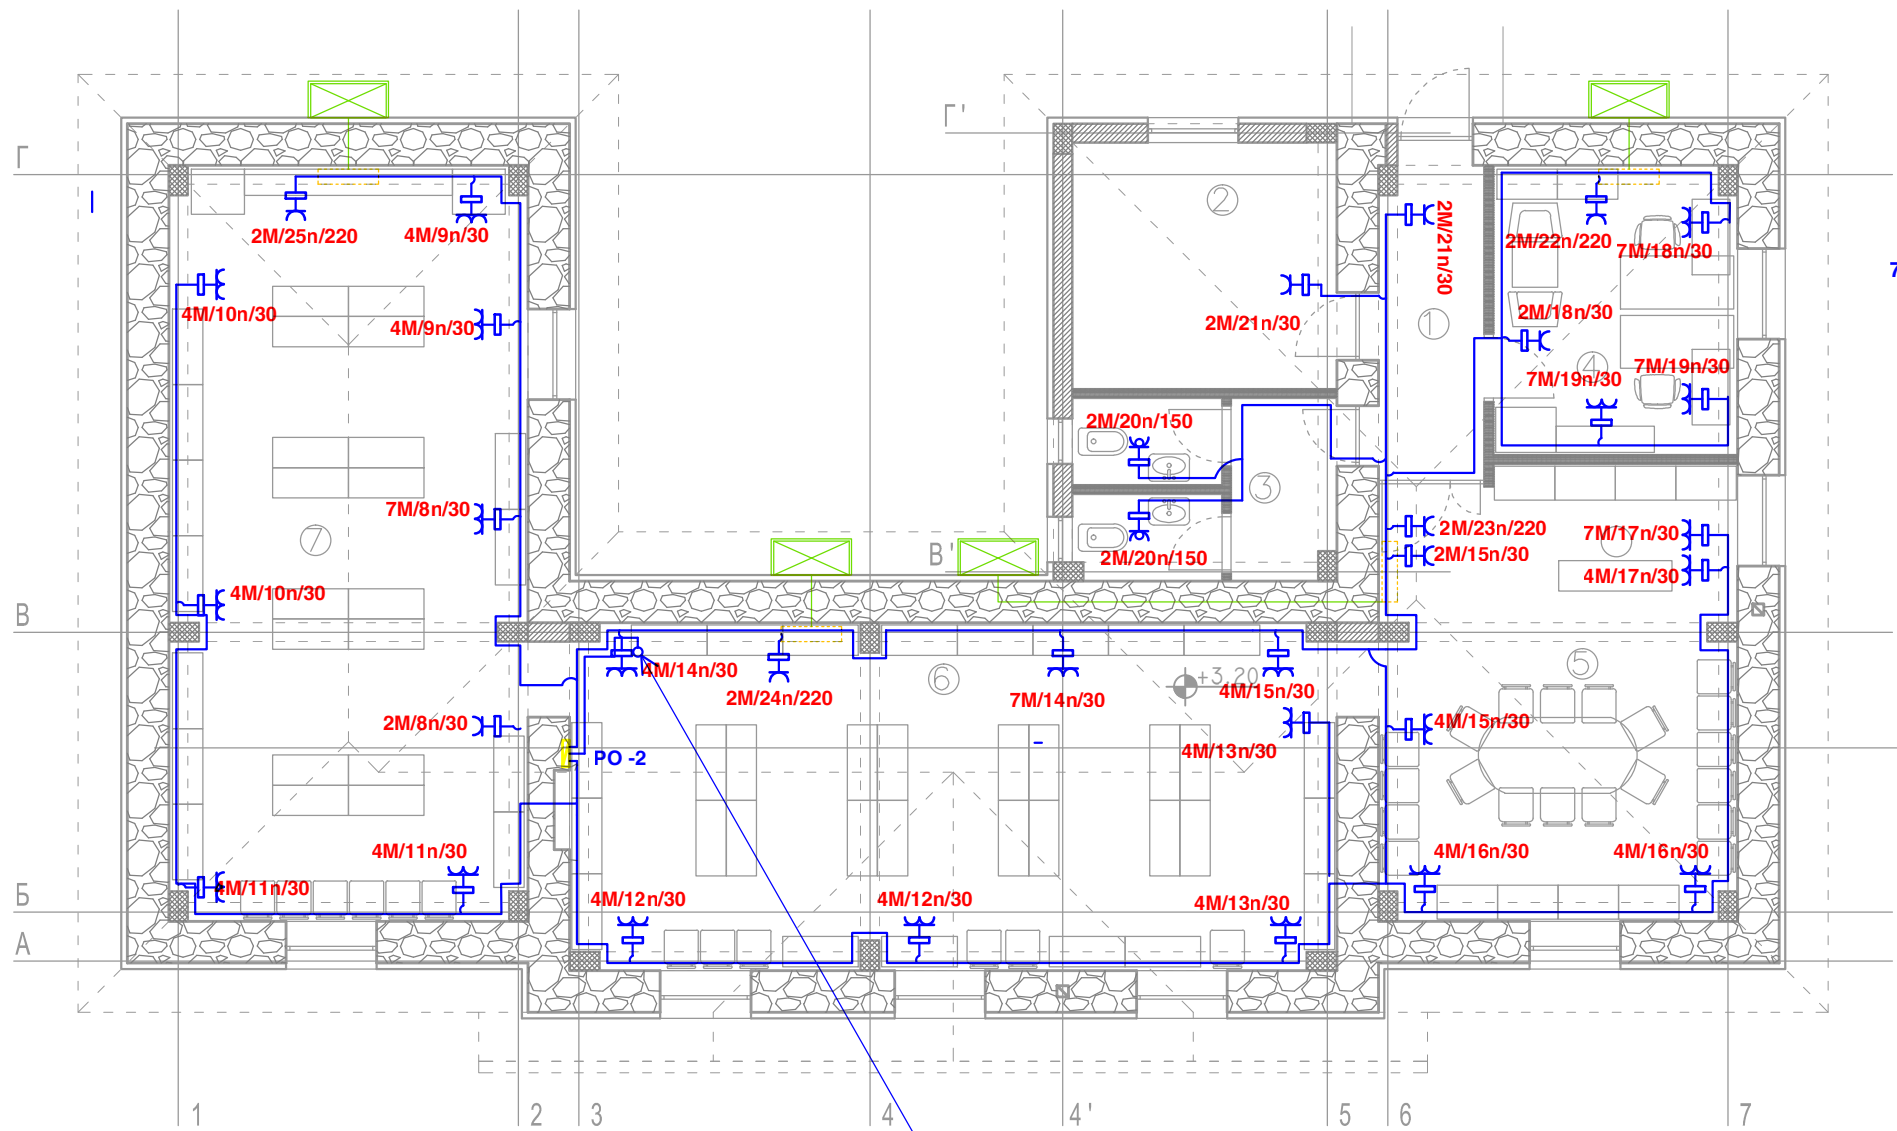 Г'
Г
2M/25n/220
4M/9n/30
4M/10n/30
4M/9n/30
7M/8n/30
7
4M/10n/30
2M/8n/30
4M/11n/30
4M/11n/30
2
2M/21n/30
2M/21n/30
1
2M/22n/220
7M/18n/30
2M/18n/30
4
7M/19n/30
7M/19n/30
7
2M/20n/150
3
2M/20n/150
В'
В
2M/23n/220
2M/15n/30
7M/17n/30
4M/17n/30
4M/14n/30
2M/24n/220
6
7M/14n/30
+3,20
4M/15n/30
4M/13n/30
5
4M/15n/30
PO -2
4M/12n/30
4M/12n/30
4M/13n/30
4M/16n/30
4M/16n/30
Б
А
1
2
3
4
4'
5
6
7